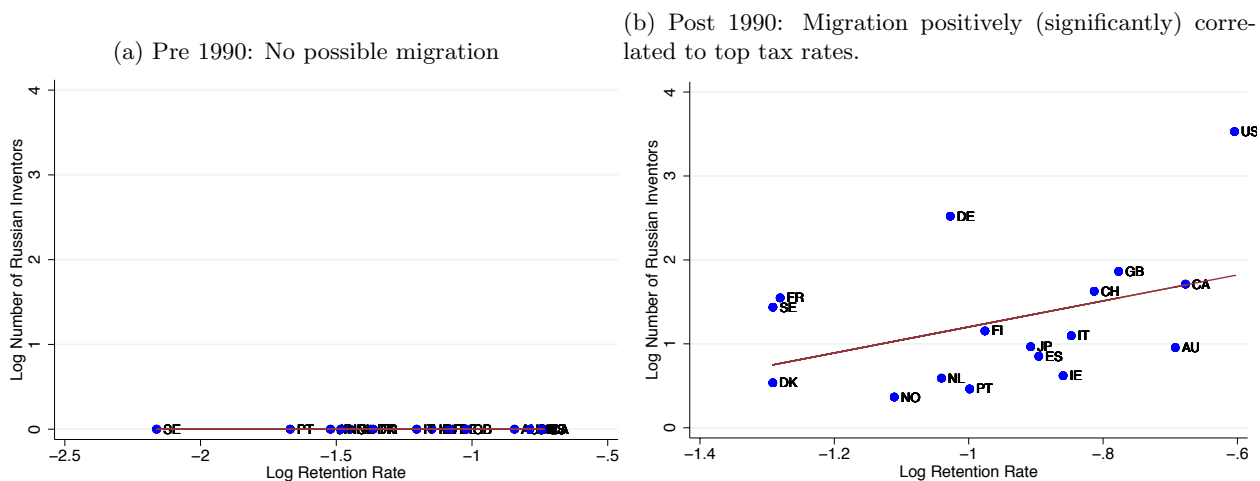 (a) Pre 1990: No possible migration
4
3
2
1
0
Log Number of Russian Inventors
SE
PT
GB
-2.5
-2
-1.5
-1
-.5
Log Retention Rate
(b) Post 1990: Migration positively (significantly) corre-
lated to top tax rates.
4
3
2
1
0
Log Number of Russian Inventors
US
DE
GB
CA
CH
FR
SE
FI
IT
JP
AU
ES
IE
NL
DK
PT
NO
-1.4
-1.2
-1
-.8
-.6
Log Retention Rate